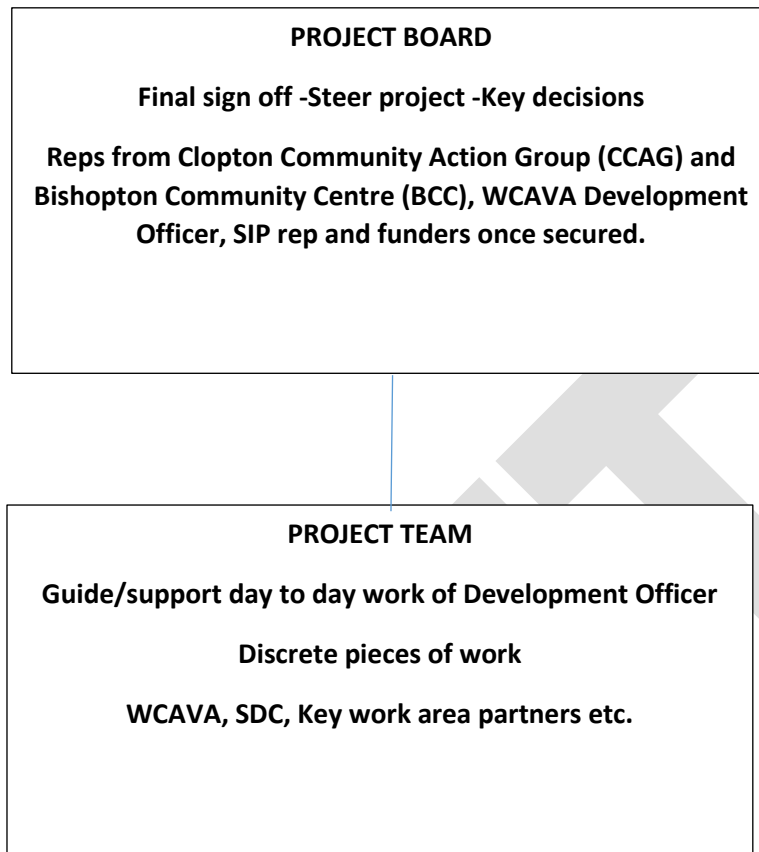 PROJECT BOARD
Final sign off -Steer project -Key decisions
Reps from Clopton Community Action Group (CCAG) and
Bishopton Community Centre (BCC), WCAVA Development
Officer, SIP rep and funders once secured.
PROJECT TEAM
Guide/support day to day work of Development Officer
Discrete pieces of work
WCAVA, SDC, Key work area partners etc.